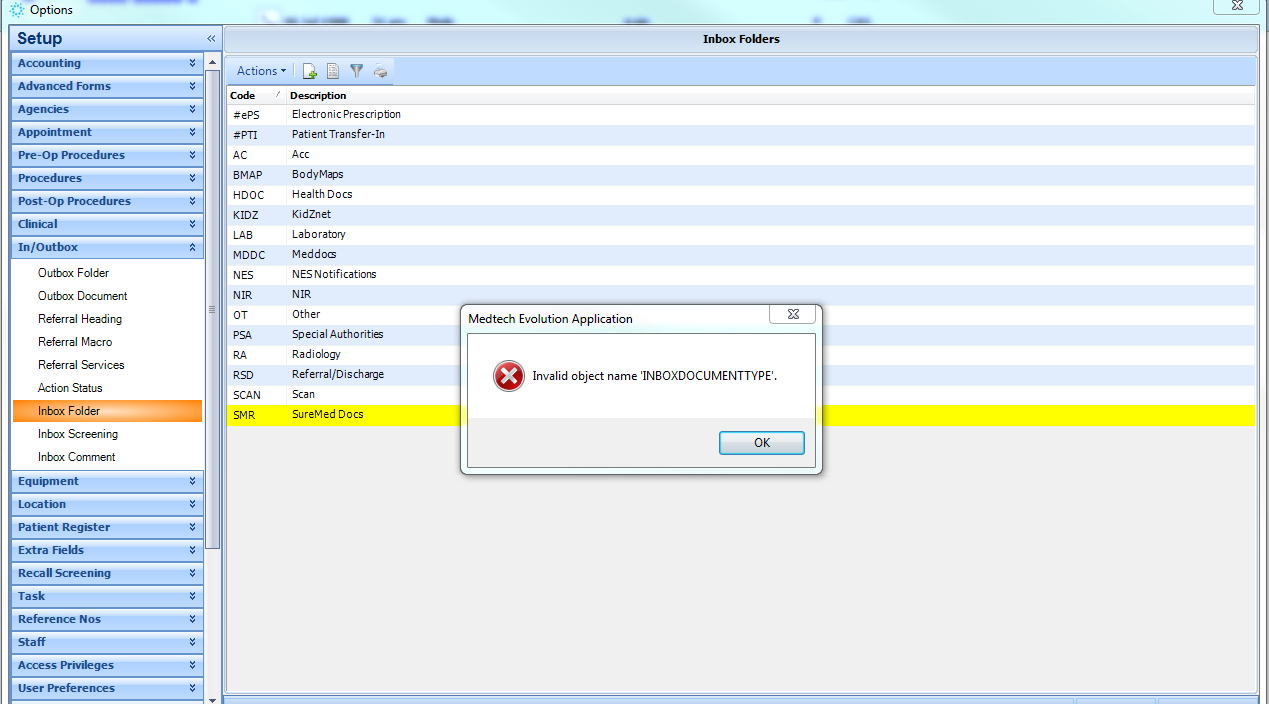 Options
Setup «
Inbox Folders
Accounting
Advanced Forms
Agencies
Appointment
Pre-Op Procedures
Procedures
Post-Op Procedures
Clinical
In/Outbox
Outbox Folder
Outbox Document
Referral Heading
Referral Macro
Referral Services
Action Status
Inbox Folder
Inbox Screening
Inbox Comment
Equipment
Location
Patient Register
Extra Fields
Recall Screening
Task
Reference Nos
Staff
Access Privileges
User Preferences
Actions
Code Description
#ePS Electronic Prescription
#PTI Patient Transfer-In
AC Acc
BMAP BodyMaps
HDOC Health Docs
KIDZ KidZnet
LAB Laboratory
MDDC Meddocs
NES NES Notifications
NIR NIR
OT Other
PSA Special Authorities
RA Radiology
RSD Referral/Discharge
SCAN Scan
SMR SureMed Docs
Medtech Evolution Application
Invalid object name 'INBOXDOCUMENTTYPE'.
OK